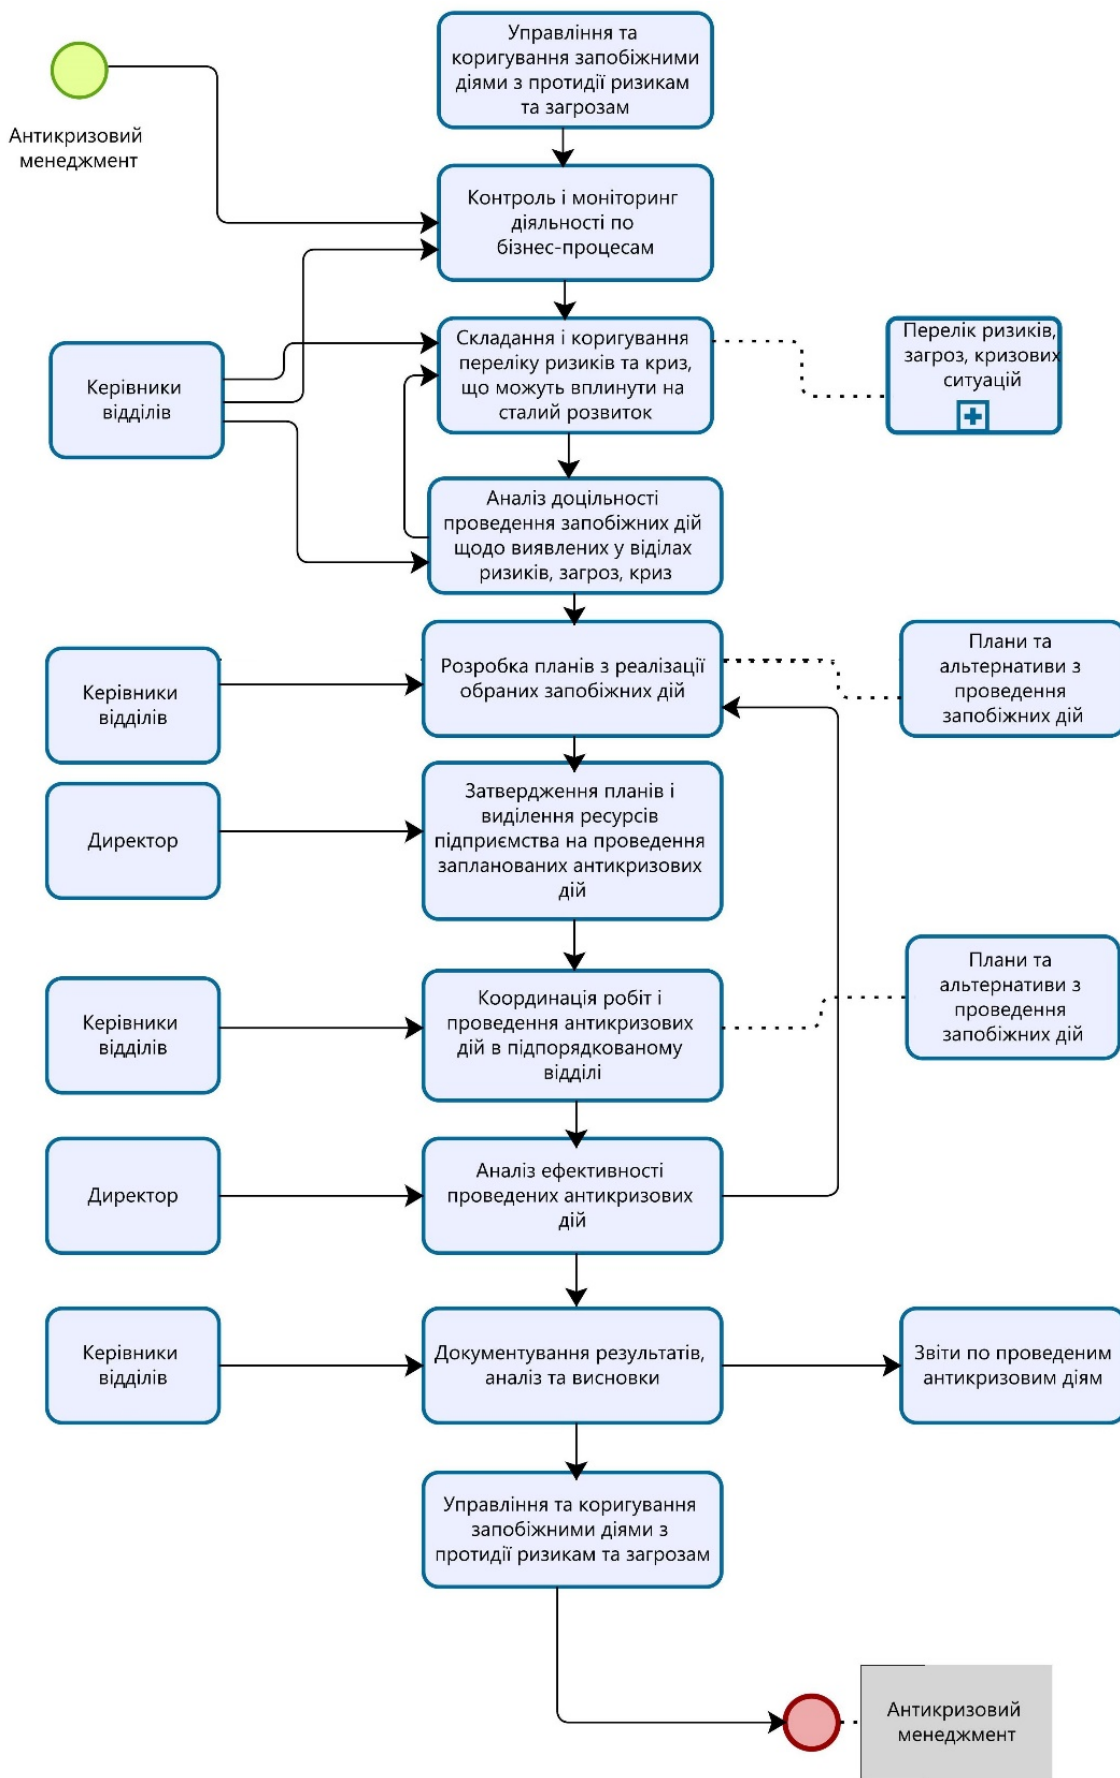 Управління та
коригування запобіжними
діями з протидії ризикам
та загрозам
Антикризовий
менеджмент
Контроль і моніторинг
діяльності по
бізнес-процесам
Керівники
відділів
Складання і коригування
переліку ризиків та криз,
що можуть вплинути на
сталий розвиток
Перелік ризиків,
загроз, кризових
ситуацій
Аналіз доцільності
проведення запобіжних дій
щодо виявлених у віділах
ризиків, загроз, криз
Керівники
відділів
Розробка планів з реалізації
обраних запобіжних дій
Плани та
альтернативи з
проведення
запобіжних дій
Директор
Затвердження планів і
виділення ресурсів
підприємства на проведення
запланованих антикризових
дій
Керівники
відділів
Координація робіт і
проведення антикризових
дій в підпорядкованому
відділі
Плани та
альтернативи з
проведення
запобіжних дій
Директор
Аналіз ефективності
проведених антикризових
дій
Керівники
відділів
Документування результатів,
аналіз та висновки
Звіти по проведеним
антикризовим діям
Управління та коригування
запобіжними діями з
протидії ризикам та загрозам
Антикризовий
менеджмент